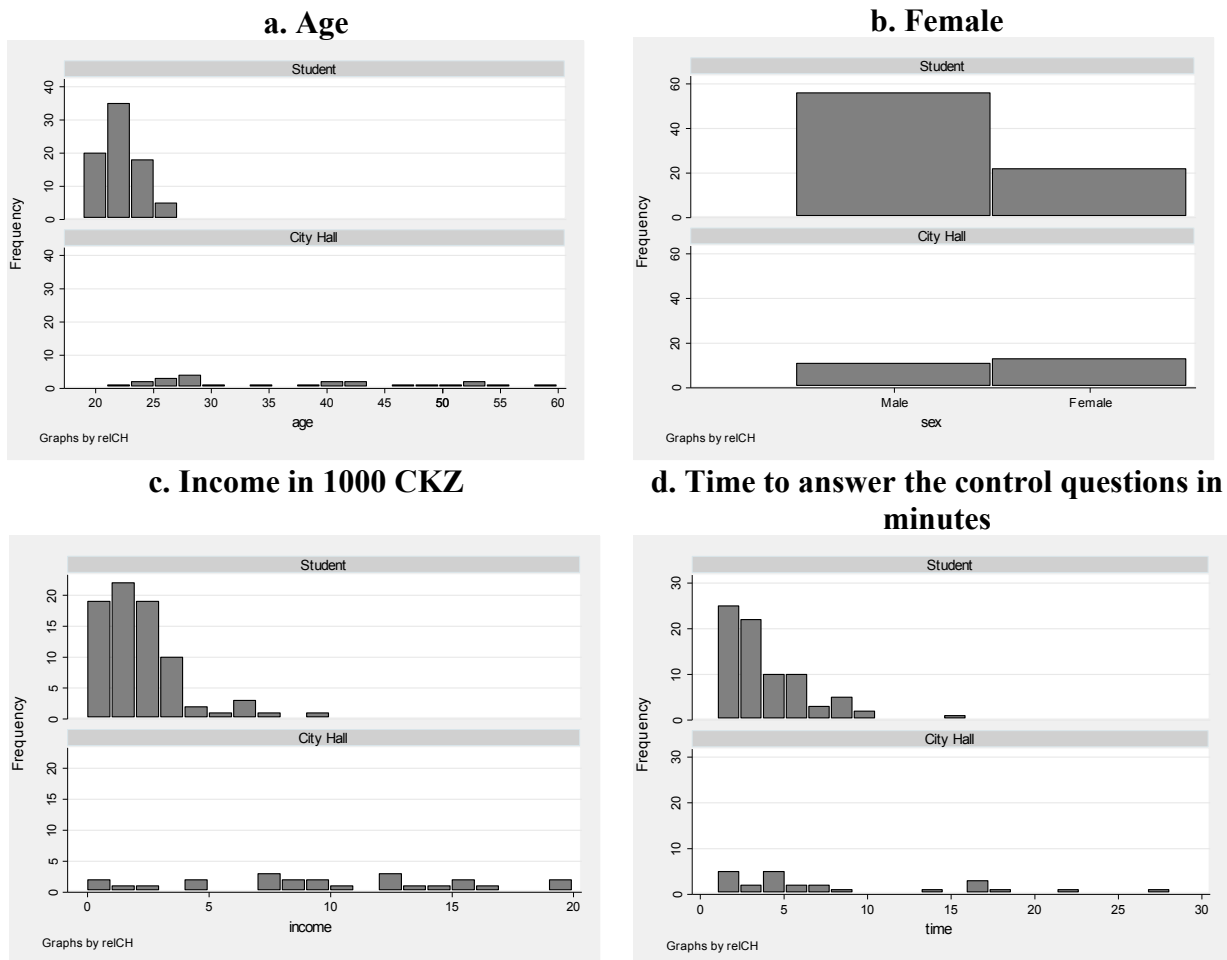 a. Age
Student
0 10 20 30 40
City Hall
0 10 20 30 40
Frequency
20 25 30 35 40 45 50 55 60
age
Graphs by relCH
b. Female
Student
0 20 40 60
City Hall
0 20 40 60
Frequency
Male Female
sex
Graphs by relCH
c. Income in 1000 CKZ
Student
0 5 10 15 20
City Hall
0 5 10 15 20
Frequency
0 5 10 15 20
income
Graphs by relCH
d. Time to answer the control questions in
minutes
Student
0 10 20 30
City Hall
0 10 20 30
Frequency
0 5 10 15 20 25 30
time
Graphs by relCH